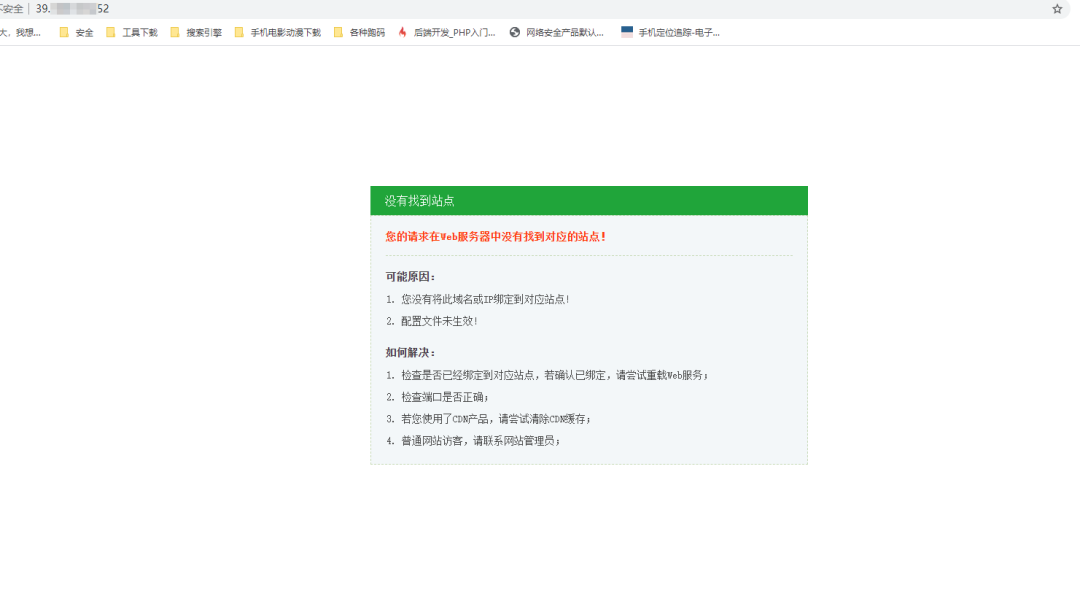 不安全 | 39. 52
大，我想...
安全
工具下载
搜索引擎
手机电影动漫下载
各种跑码
后端开发_PHP入门...
网络安全产品默认...
手机定位追踪-电子...
没有找到站点
您的请求在Web服务器中没有找到对应的站点！
可能原因：
1. 您没有将此域名或IP绑定到对应站点!
2. 配置文件未生效!
如何解决：
1. 检查是否已经绑定到对应站点，若确认已绑定，请尝试重载Web服务；
2. 检查端口是否正确；
3. 若您使用了CDN产品，请尝试清除CDN缓存；
4. 普通网站访客，请联系网站管理员；